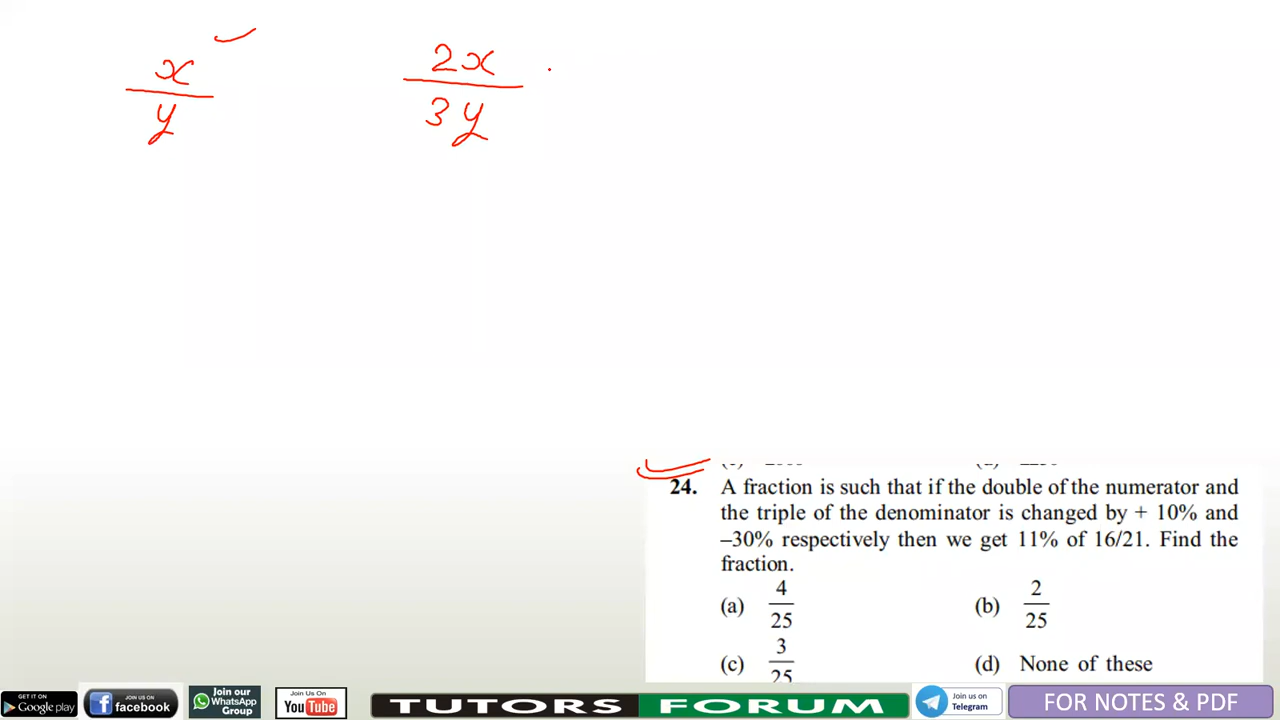 x
y
2x
3y
24. A fraction is such that if the double of the numerator and
the triple of the denominator is changed by + 10% and
–30% respectively then we get 11% of 16/21. Find the
fraction.
(a) 4/25 (b) 2/25
(c) 3/25 (d) None of these
GET IT ON
Google play
JOIN US ON
facebook
Join our
WhatsApp
Group
Join Us On
You Tube
TUTORS FORUM
Join us on
Telegram
FOR NOTES & PDF